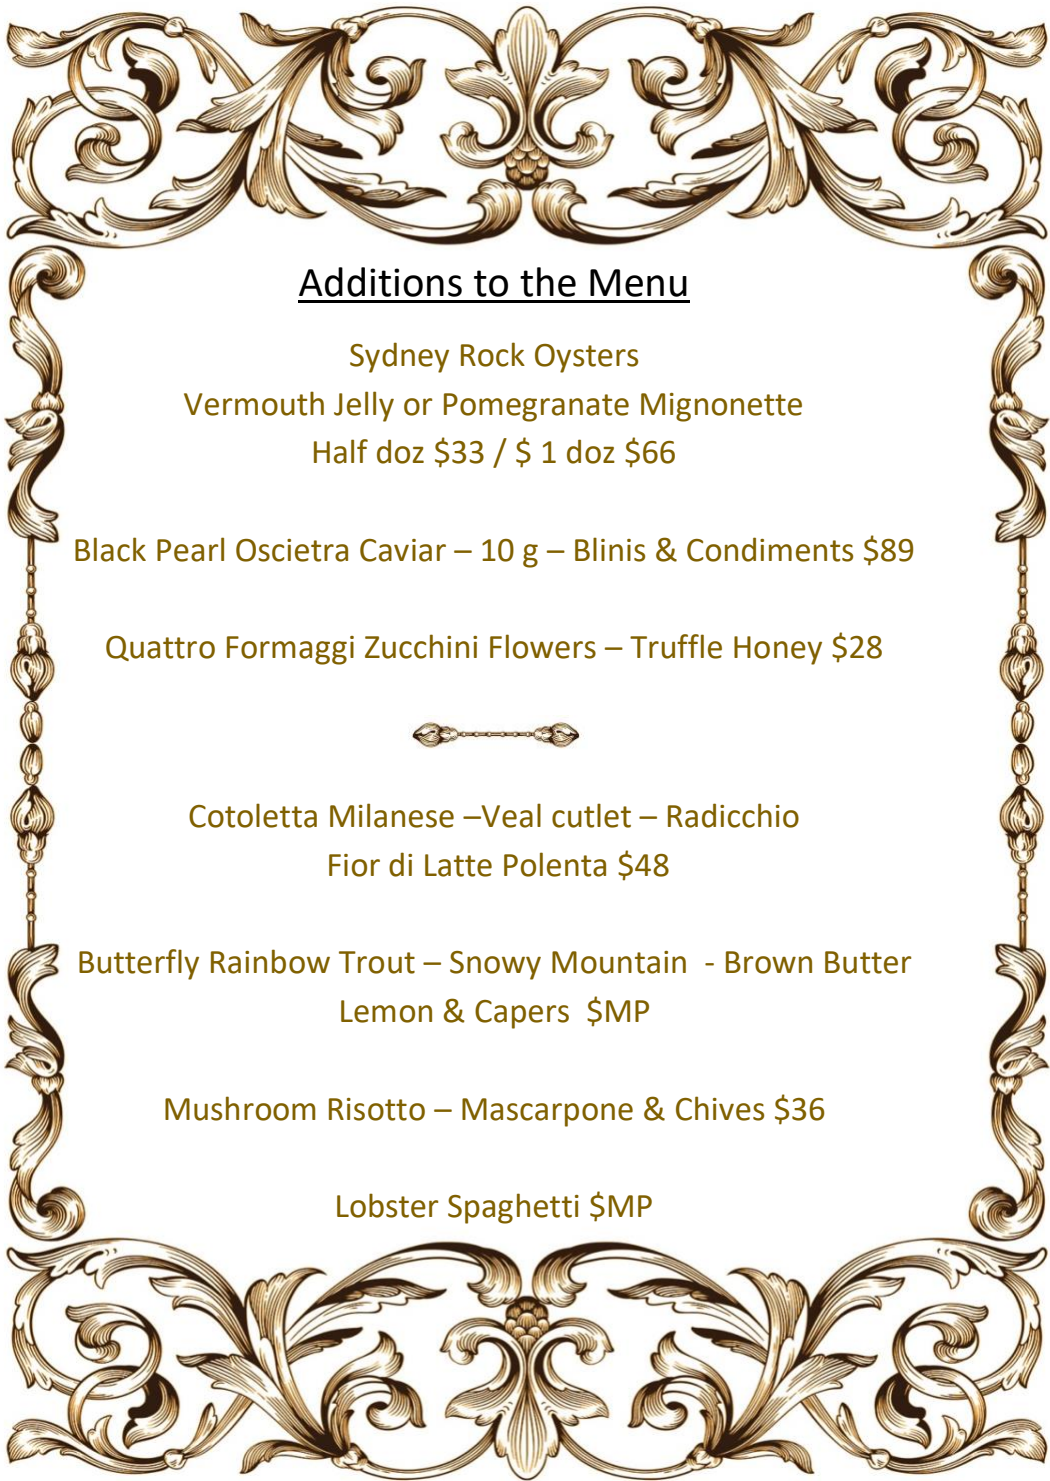 Additions to the Menu
Sydney Rock Oysters
Vermouth Jelly or Pomegranate Mignonette
Half doz $33 / $ 1 doz $66
Black Pearl Oscietra Caviar – 10 g – Blinis & Condiments $89
Quattro Formaggi Zucchini Flowers – Truffle Honey $28
Cotoletta Milanese –Veal cutlet – Radicchio
Fior di Latte Polenta $48
Butterfly Rainbow Trout – Snowy Mountain  - Brown Butter
Lemon & Capers  $MP
Mushroom Risotto – Mascarpone & Chives $36
Lobster Spaghetti $MP